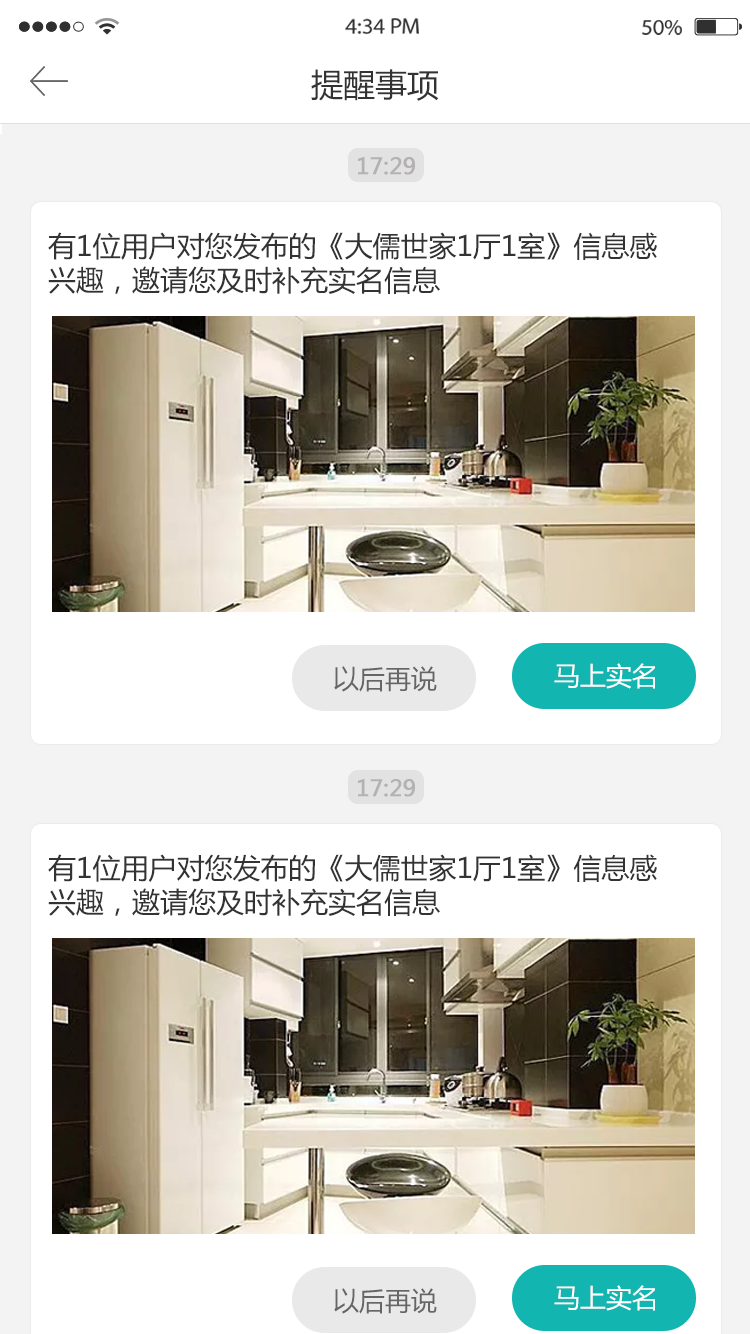 4:34 PM
50%
提醒事项
17:29
有1位用户对您发布的《大儒世家1厅1室》信息感
兴趣，邀请您及时补充实名信息
以后再说
马上实名
17:29
有1位用户对您发布的《大儒世家1厅1室》信息感
兴趣，邀请您及时补充实名信息
以后再说
马上实名